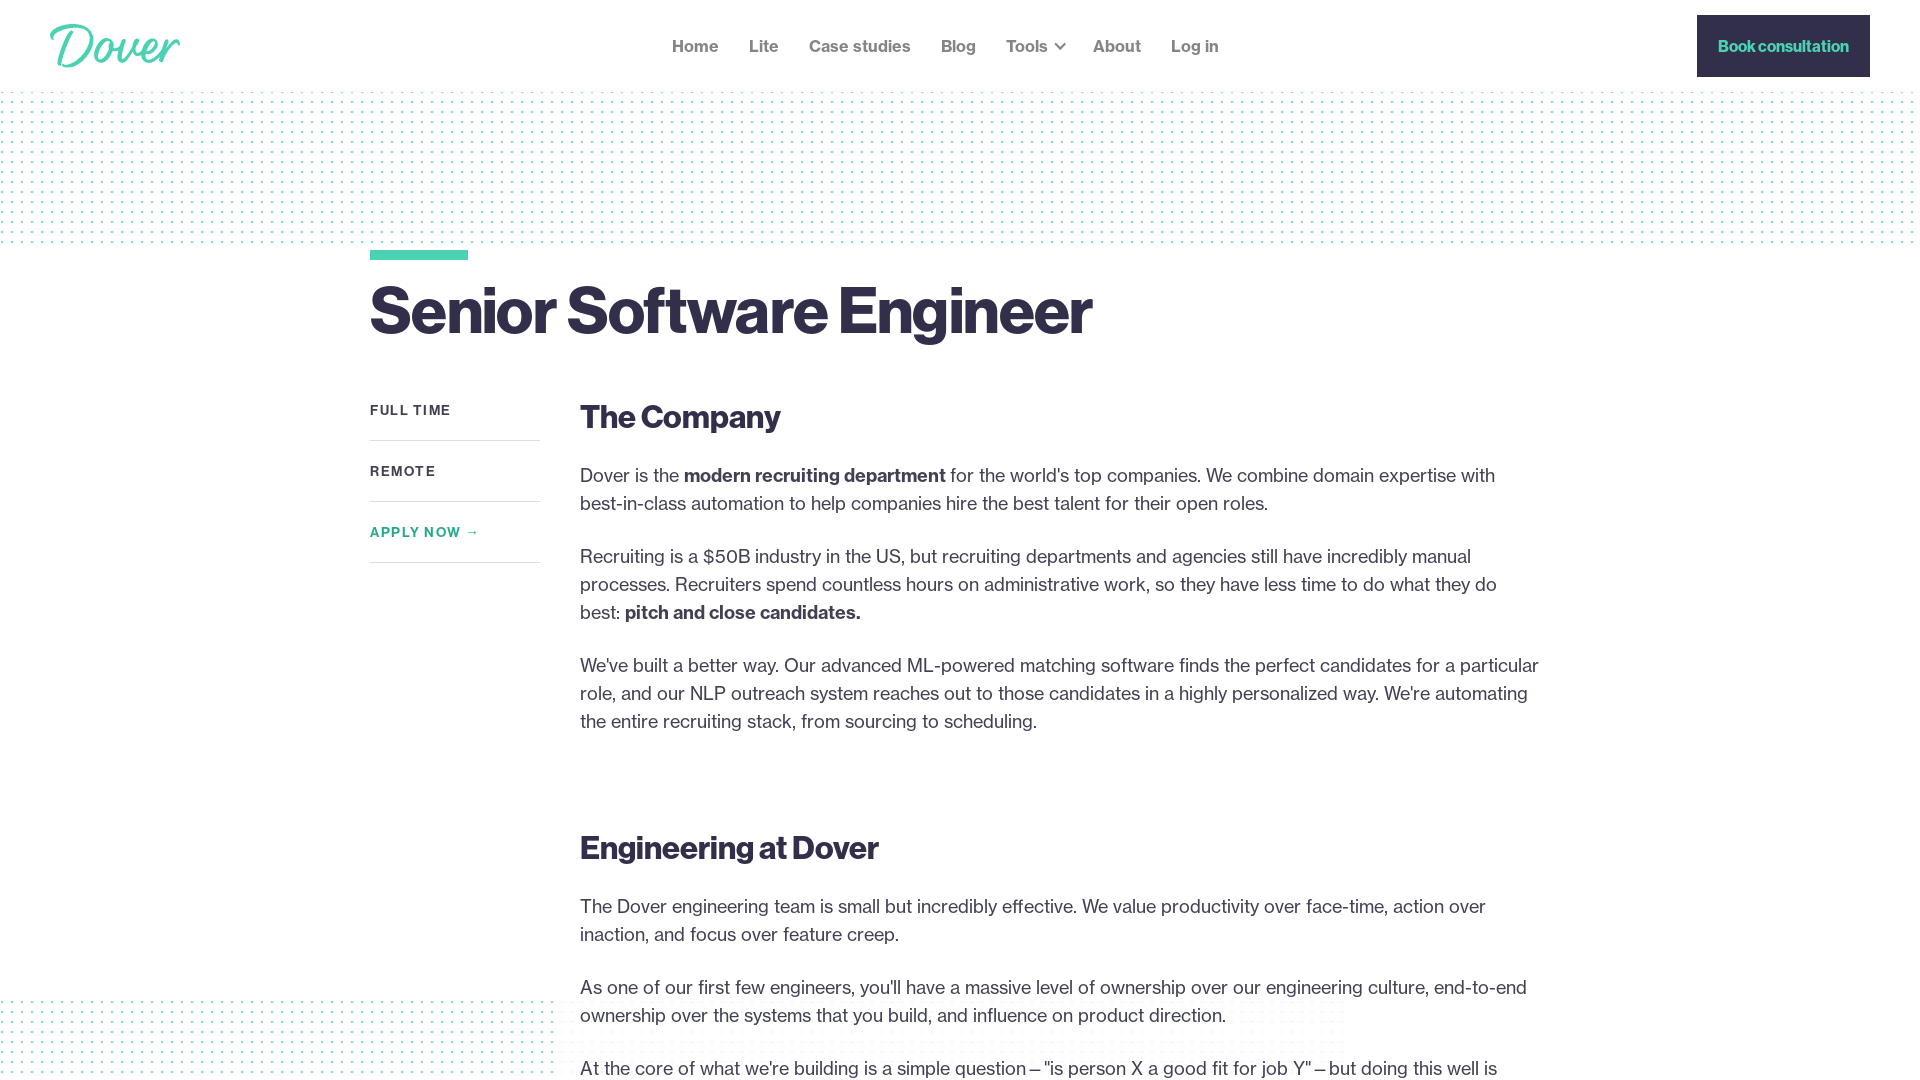 Dover
Home
Lite
Case studies
Blog
Tools
About
Log in
Book consultation
Senior Software Engineer
FULL TIME
REMOTE
APPLY NOW →
The Company
Dover is the modern recruiting department for the world's top companies. We combine domain expertise with
best-in-class automation to help companies hire the best talent for their open roles.
Recruiting is a $50B industry in the US, but recruiting departments and agencies still have incredibly manual
processes. Recruiters spend countless hours on administrative work, so they have less time to do what they do
best: pitch and close candidates.
We've built a better way. Our advanced ML-powered matching software finds the perfect candidates for a particular
role, and our NLP outreach system reaches out to those candidates in a highly personalized way. We're automating
the entire recruiting stack, from sourcing to scheduling.
Engineering at Dover
The Dover engineering team is small but incredibly effective. We value productivity over face-time, action over
inaction, and focus over feature creep.
As one of our first few engineers, you'll have a massive level of ownership over our engineering culture, end-to-end
ownership over the systems that you build, and influence on product direction.
At the core of what we're building is a simple question—"is person X a good fit for job Y"—but doing this well is